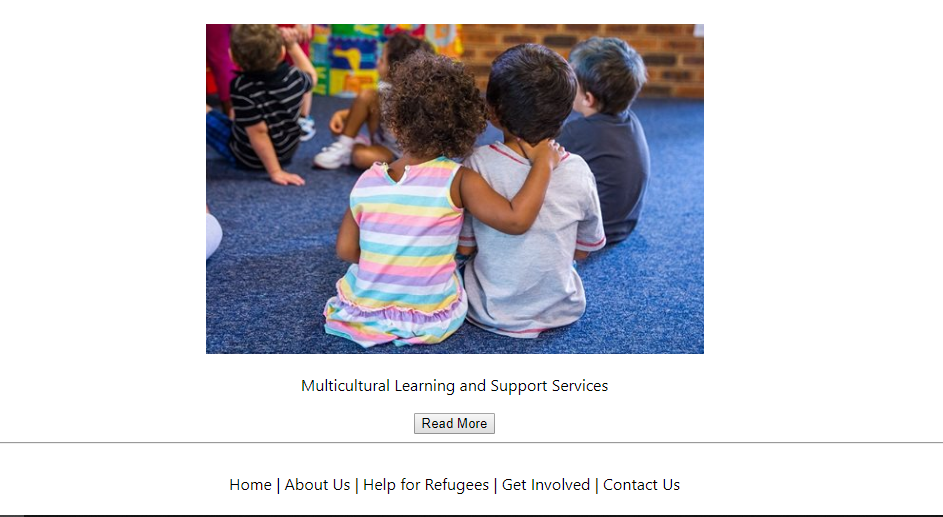 Multicultural Learning and Support Services
Read More
Home | About Us | Help for Refugees | Get Involved | Contact Us